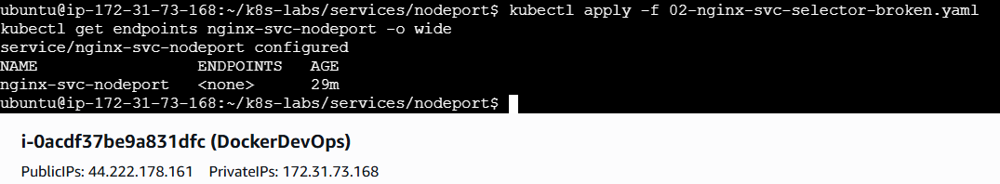 ubuntu@ip-172-31-73-168:~/k8s-labs/services/nodeport$ kubectl apply -f 02-nginx-svc-selector-broken.yaml
kubectl get endpoints nginx-svc-nodeport -o wide
service/nginx-svc-nodeport configured
NAME ENDPOINTS AGE
nginx-svc-nodeport <none> 29m
ubuntu@ip-172-31-73-168:~/k8s-labs/services/nodeport$
i-0acdf37be9a831dfc (DockerDevOps)
PublicIPs: 44.222.178.161 PrivateIPs: 172.31.73.168